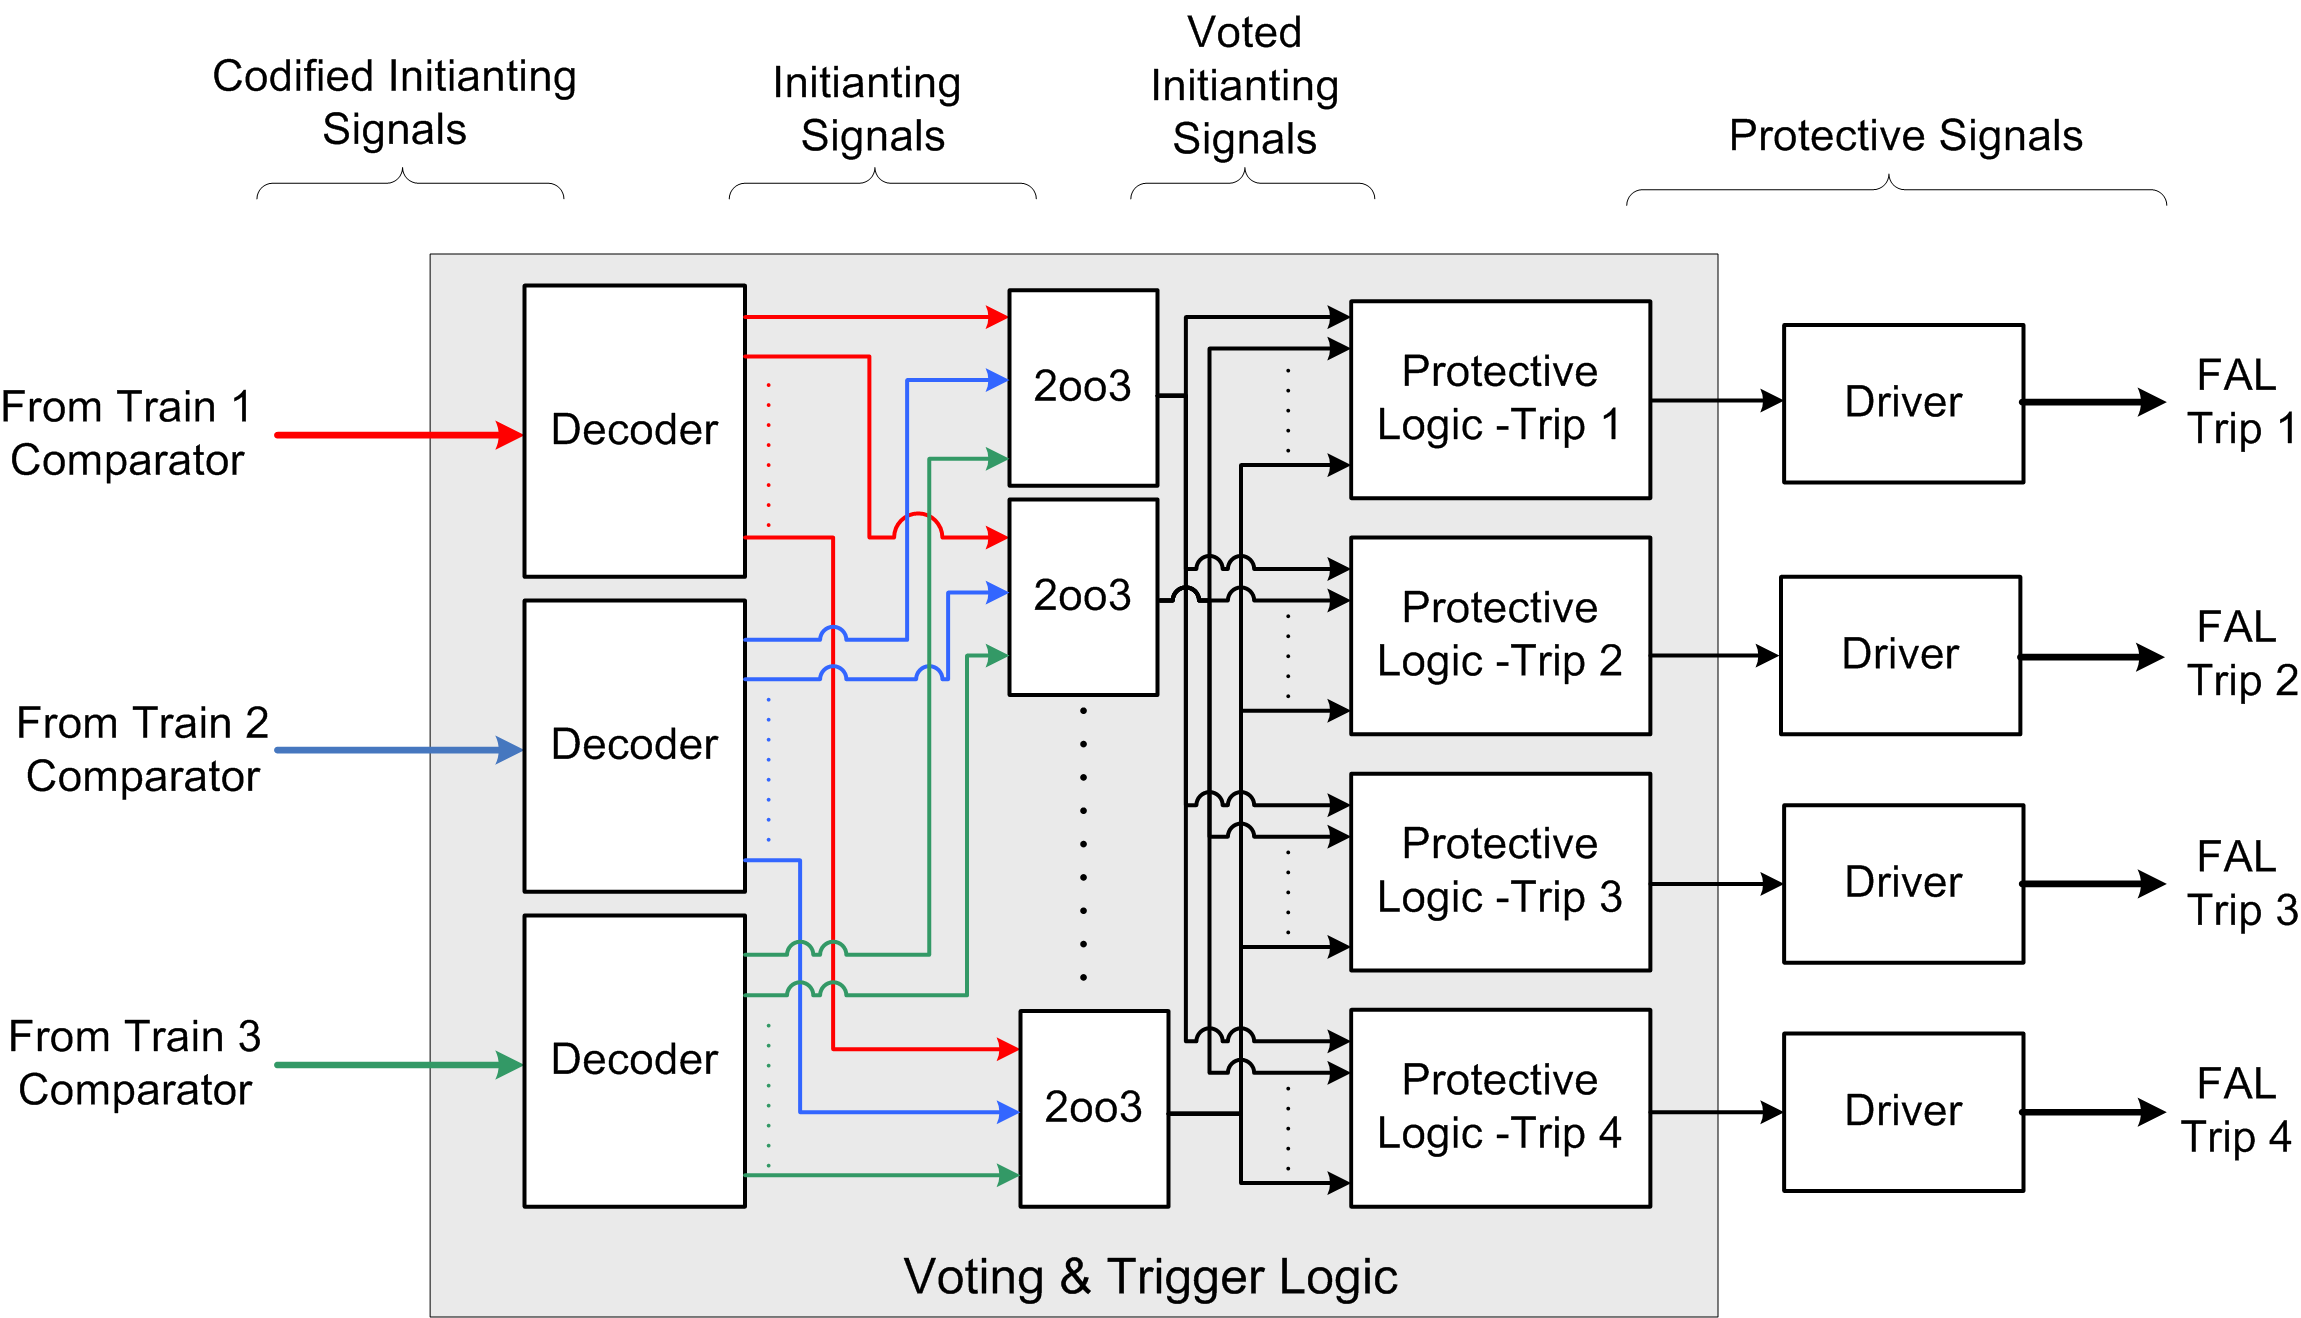 Codified Initianting
Signals
Initianting
Signals
Voted
Initianting
Signals
Protective Signals
From Train 1
Comparator
From Train 2
Comparator
From Train 3
Comparator
Decoder
Decoder
Decoder
2oo3
2oo3
2oo3
Protective
Logic -Trip 1
Protective
Logic -Trip 2
Protective
Logic -Trip 3
Protective
Logic -Trip 4
Driver
Driver
Driver
Driver
FAL
Trip 1
FAL
Trip 2
FAL
Trip 3
FAL
Trip 4
Voting & Trigger Logic